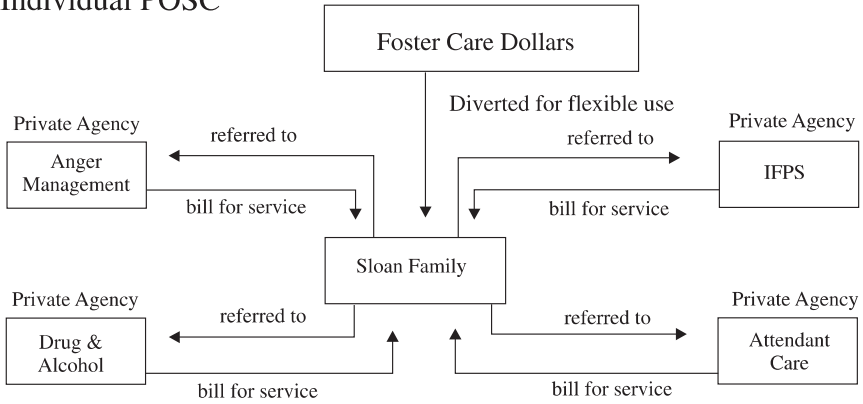 Individual POSC
Foster Care Dollars
Diverted for flexible use
Private Agency
Anger
Management
referred to
bill for service
Private Agency
IFPS
referred to
bill for service
Sloan Family
Private Agency
Drug &
Alcohol
referred to
bill for service
Private Agency
Attendant
Care
referred to
bill for service